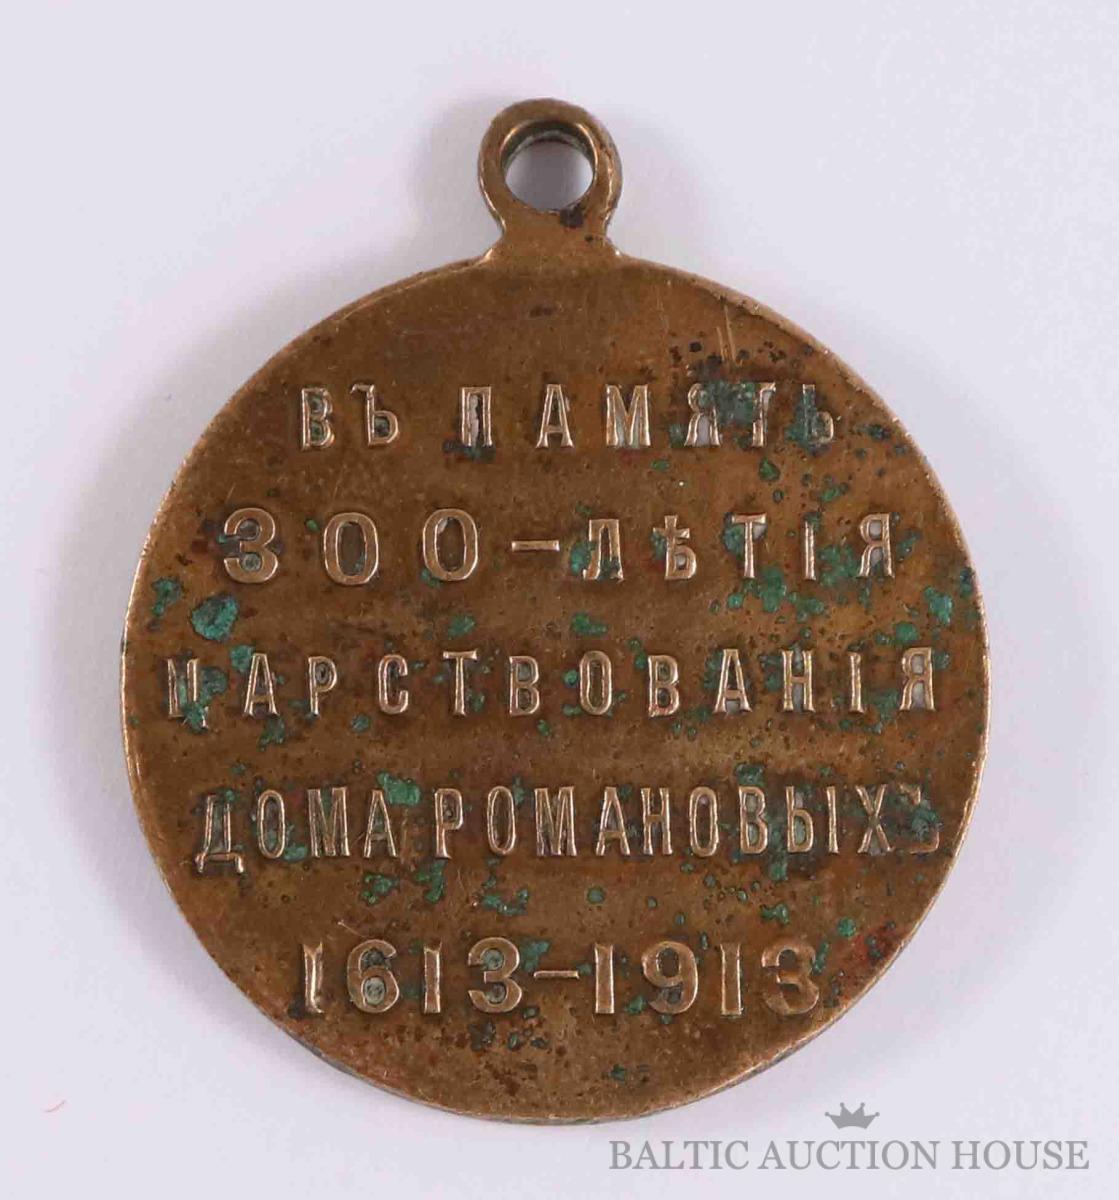 ВЪ ПАМЯТЬ
300-ЛѢТІЯ
ЦАРСТВОВАНІЯ
ДОМА РОМАНОВЫХЪ
1613-1913
BALTIC AUCTION HOUSE